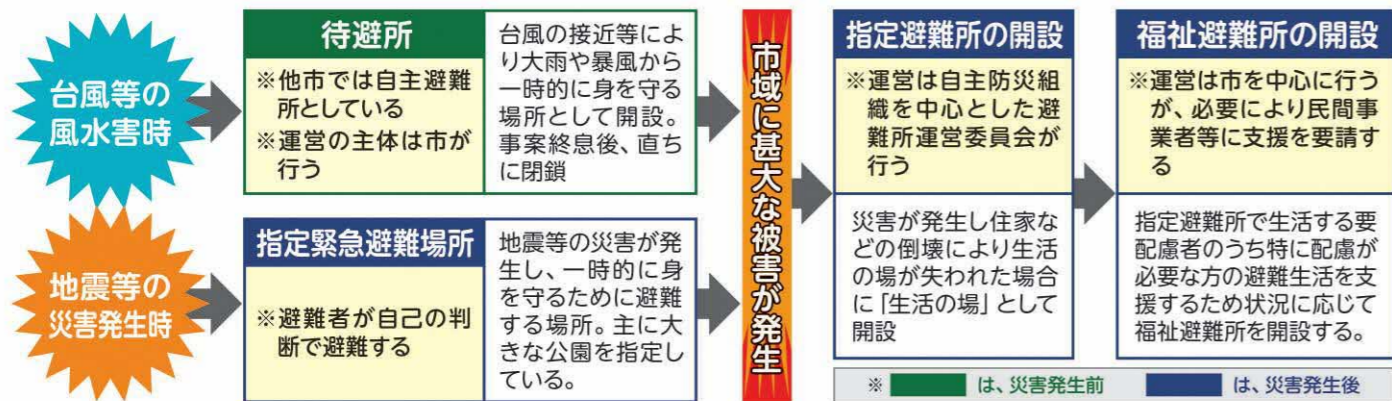 台風等の
風水害時
待避所
※他市では自主避難
所としている
※運営の主体は市が
行う
台風の接近等によ
り大雨や暴風から
一時的に身を守る
場所として開設。
事案終息後、直ち
に閉鎖
地震等の
災害発生時
指定緊急避難場所
※避難者が自己の判
断で避難する
地震等の災害が発
生し、一時的に身
を守るために避難
する場所。主に大
きな公園を指定し
ている。
市域に甚大な被害が発生
指定避難所の開設
※運営は自主防災組
織を中心とした避
難所運営委員会が
行う
災害が発生し住家な
どの倒壊により生活
の場が失われた場合
に「生活の場」として
開設
福祉避難所の開設
※運営は市を中心に行う
が、必要により民間事
業者等に支援を要請す
る
指定避難所で生活する要
配慮者のうち特に配慮が
必要な方の避難生活を支
援するため状況に応じて
福祉避難所を開設する。
※ は、災害発生前 は、災害発生後